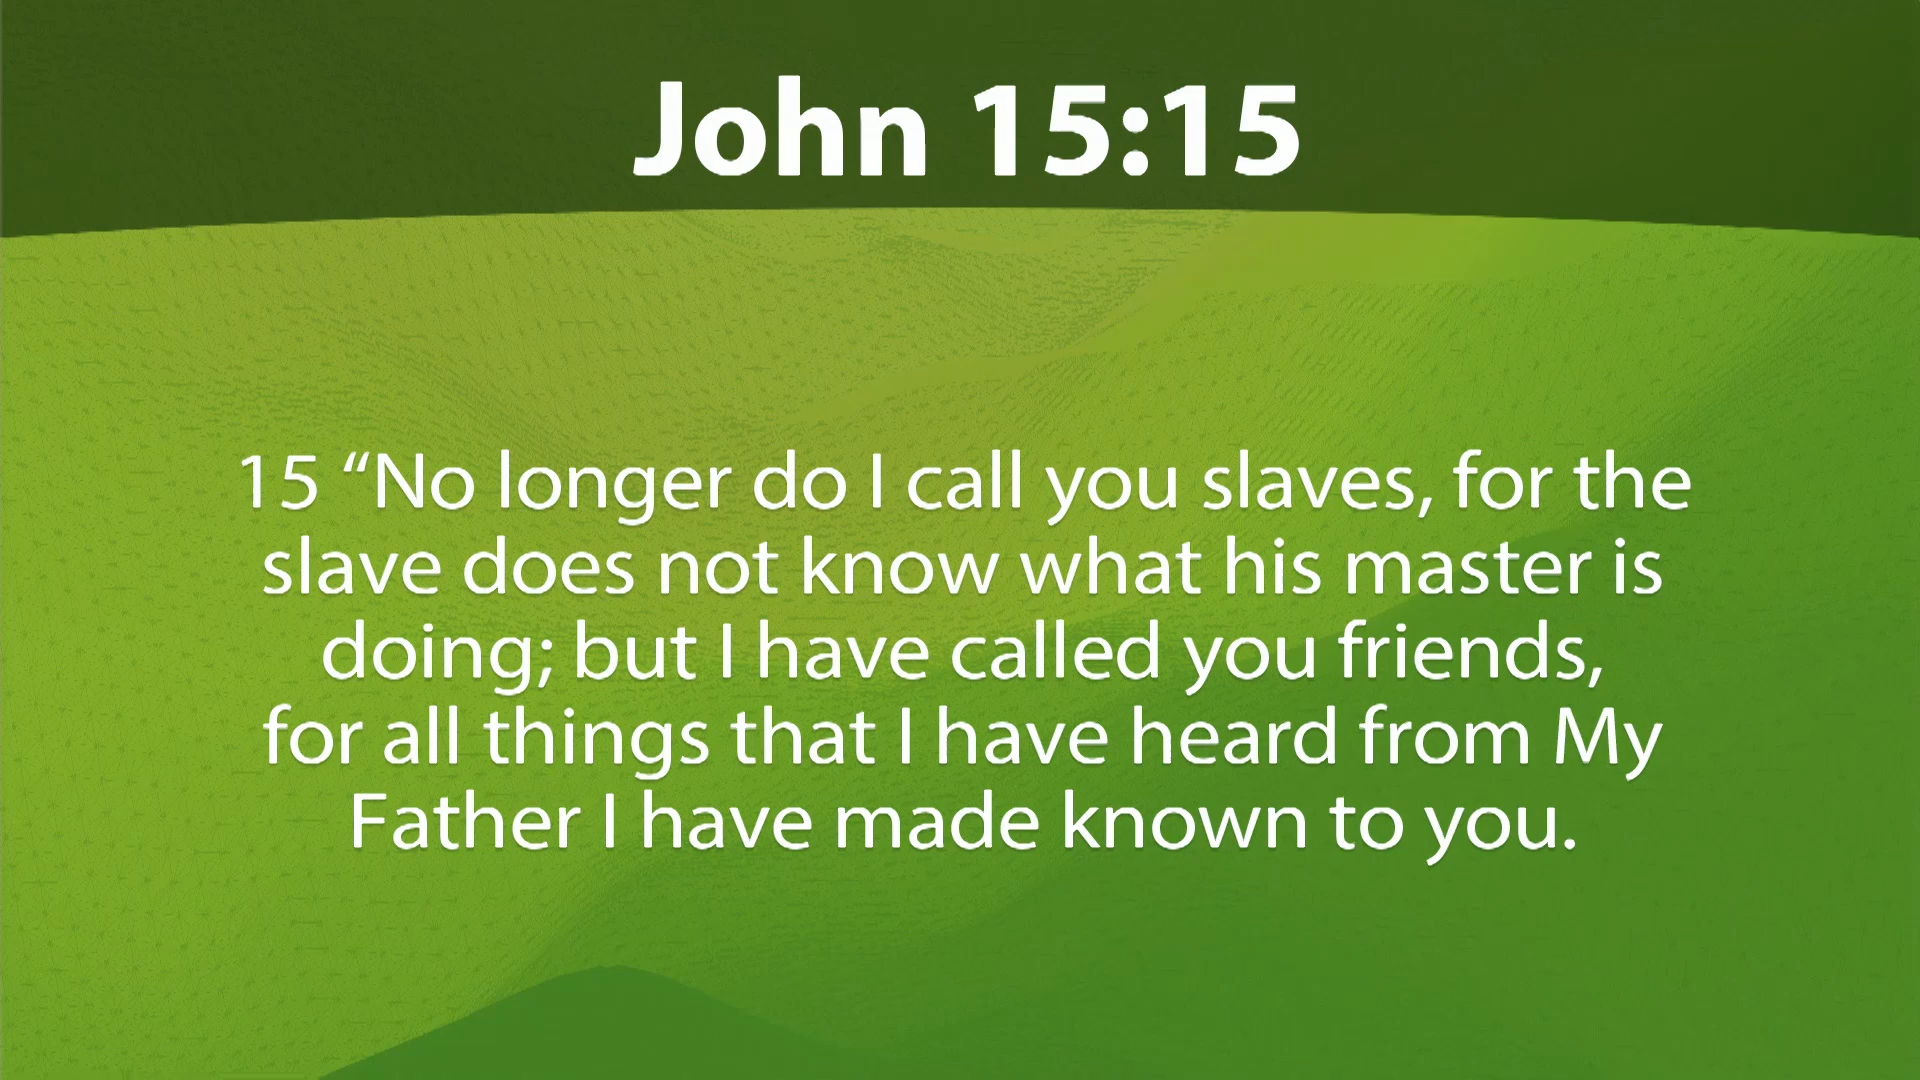 John 15:15
15 “No longer do I call you slaves, for the
slave does not know what his master is
doing; but I have called you friends,
for all things that I have heard from My
Father I have made known to you.